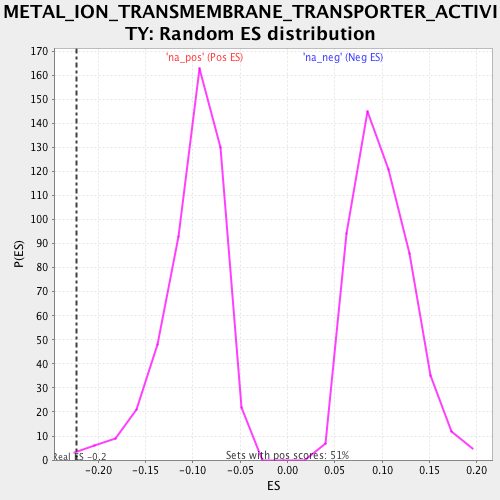 METAL_ION_TRANSMEMBRANE_TRANSPORTER_ACTIVI
TY: Random ES distribution
'na_pos' (Pos ES) 'na_neg' (Neg ES)
170
160
150
140
130
120
110
100
90
80
70
60
50
40
30
20
10
0
P(ES)
Real ES -0.2 Sets with pos scores: 51%
-0.20 -0.15 -0.10 -0.05 0.00 0.05 0.10 0.15 0.20
ES